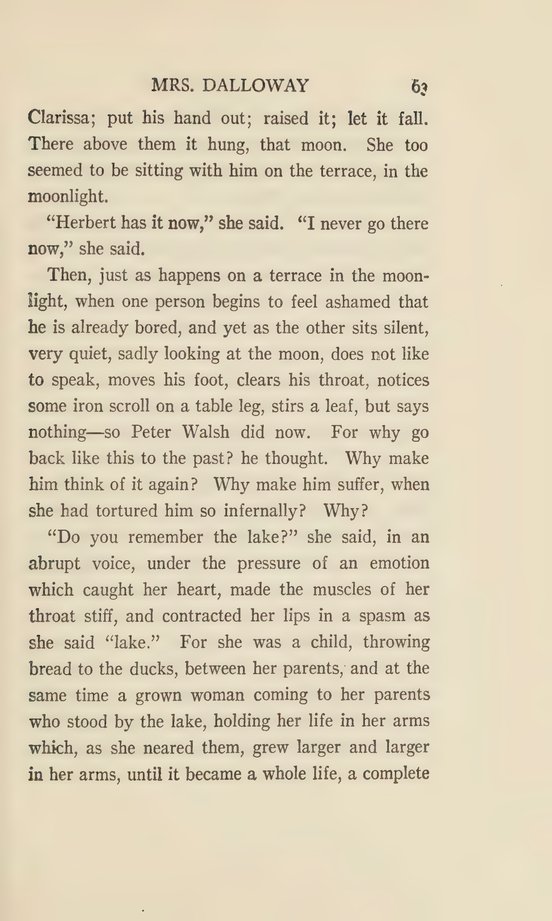 MRS. DALLOWAY 63
Clarissa; put his hand out; raised it; let it fall.
There above them it hung, that moon. She too
seemed to be sitting with him on the terrace, in the
moonlight.
“Herbert has it now,” she said. “I never go there
now,” she said.
Then, just as happens on a terrace in the moon-
light, when one person begins to feel ashamed that
he is already bored, and yet as the other sits silent,
very quiet, sadly looking at the moon, does not like
to speak, moves his foot, clears his throat, notices
some iron scroll on a table leg, stirs a leaf, but says
nothing—so Peter Walsh did now. For why go
back like this to the past? he thought. Why make
him think of it again? Why make him suffer, when
she had tortured him so infernally? Why?
“Do you remember the lake?” she said, in an
abrupt voice, under the pressure of an emotion
which caught her heart, made the muscles of her
throat stiff, and contracted her lips in a spasm as
she said “lake.” For she was a child, throwing
bread to the ducks, between her parents, and at the
same time a grown woman coming to her parents
who stood by the lake, holding her life in her arms
which, as she neared them, grew larger and larger
in her arms, until it became a whole life, a complete